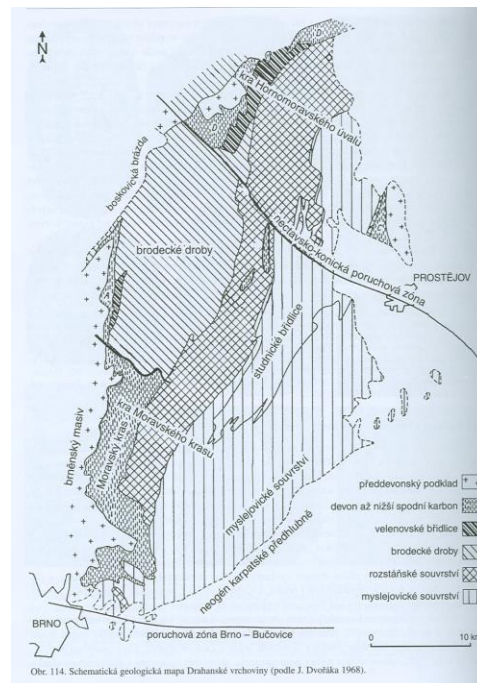 N
D
kra Hornomoravského úvalu
D
boskovická brázda
nectavsko-konická poruchová zóna
PROSTĚJOV
brodecké droby
studnické břidlice
brněnský masiv
Moravský kras
kra Moravského krasu
myslejovické souvrství
neogén karpatské předhlubně
předdevonský podklad
devon až nižší spodní karbon
velenovské břidlice
brodecké droby
rozstáňské souvrství
myslejovické souvrství
BRNO
poruchová zóna Brno – Bučovice
0 10 km
Obr. 114. Schematická geologická mapa Drahanské vrchoviny (podle J. Dvořáka 1968).